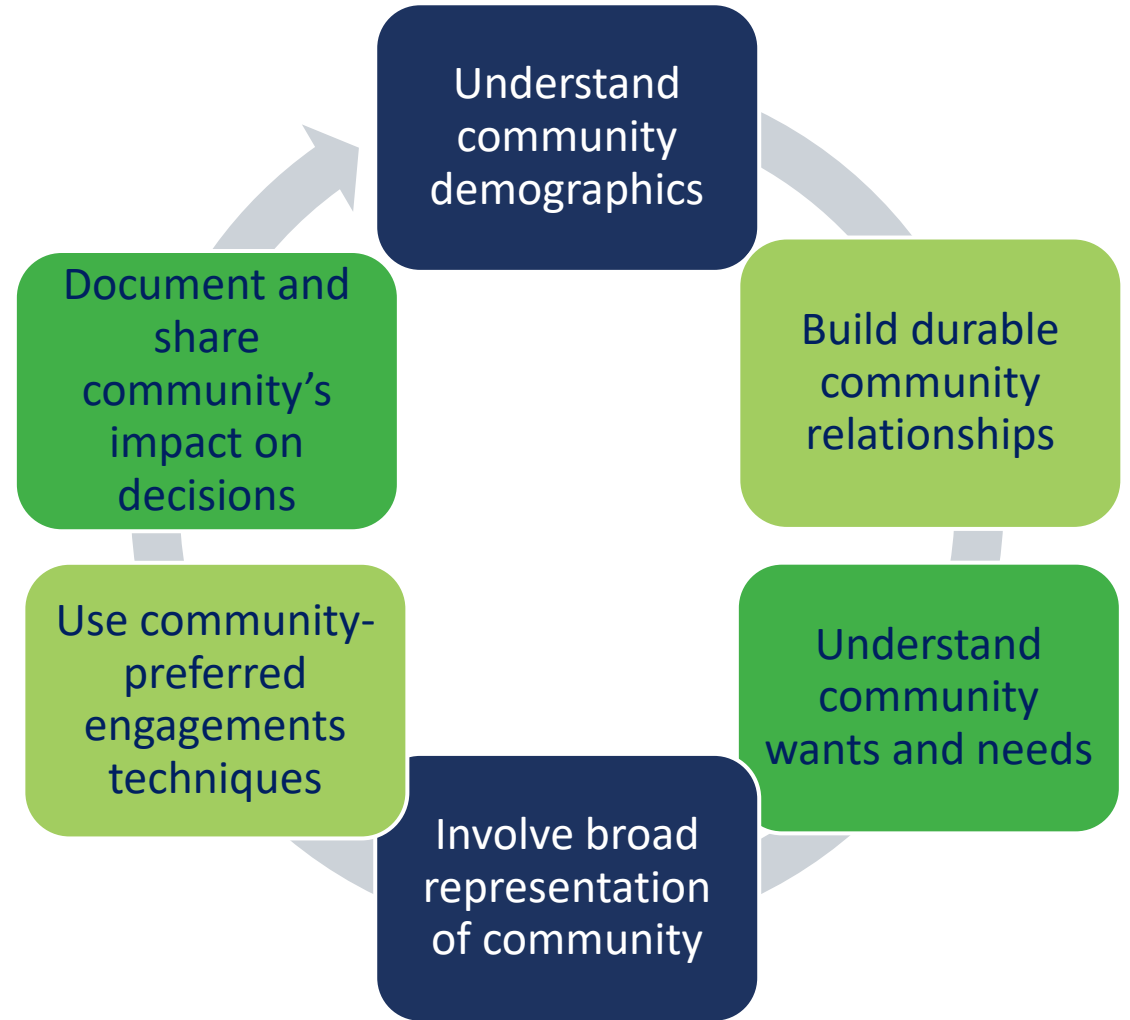 Understand
community
demographics
Build durable
community
relationships
Understand
community
wants and needs
Involve broad
representation
of community
Use community-
preferred
engagements
techniques
Document and
share
community’s
impact on
decisions